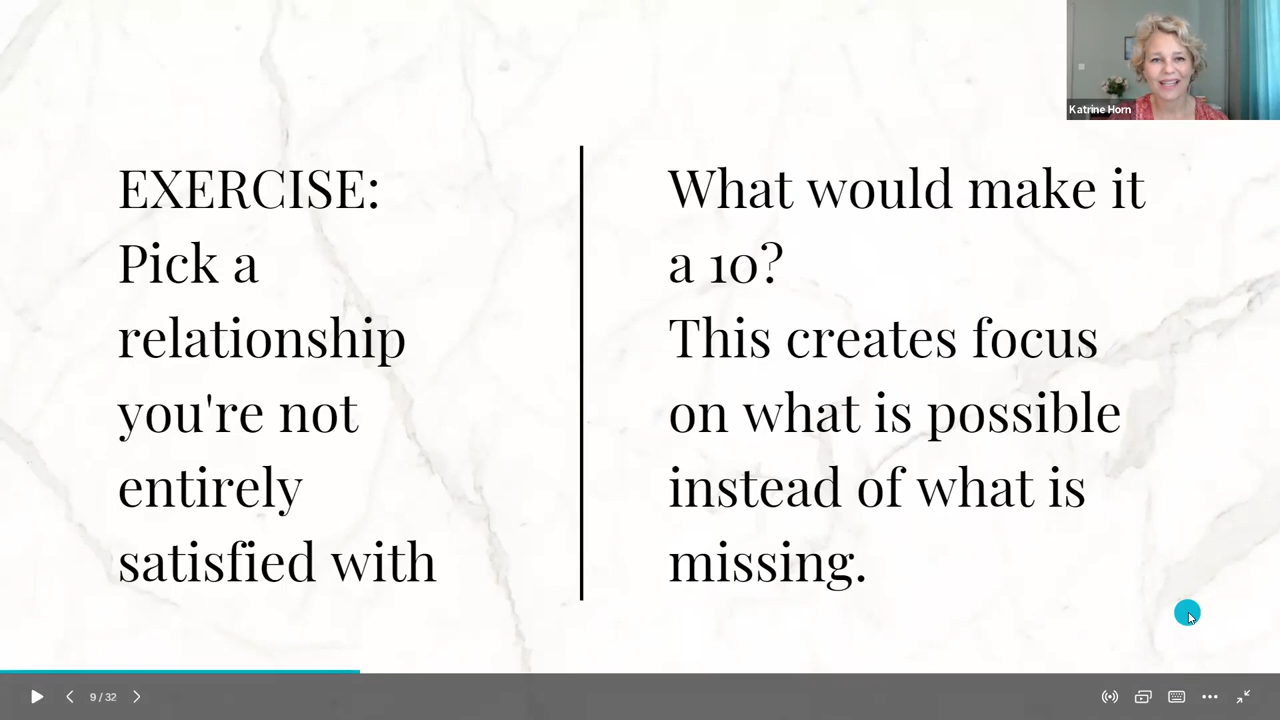 Katrine Horn
EXERCISE:
Pick a
relationship
you're not
entirely
satisfied with
What would make it
a 10?
This creates focus
on what is possible
instead of what is
missing.
9 / 32